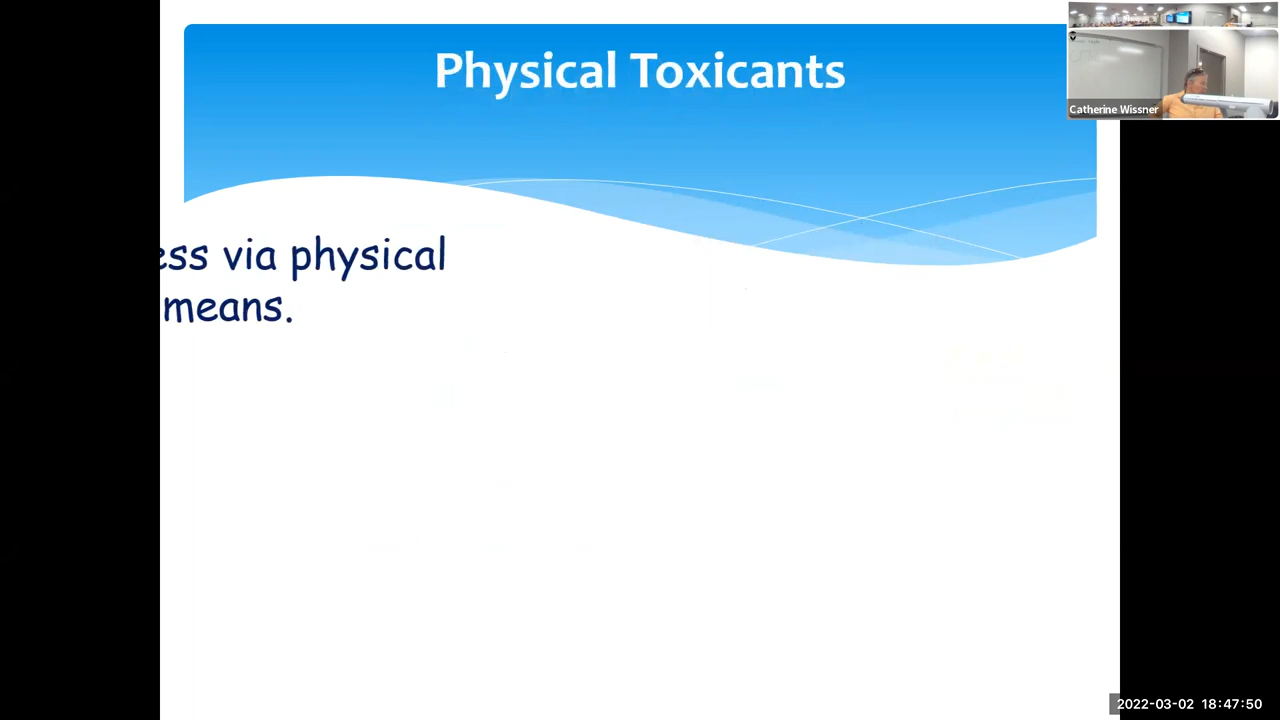 Physical Toxicants
Catherine Wissner
ess via physical
means.
2022-03-02 18:47:50